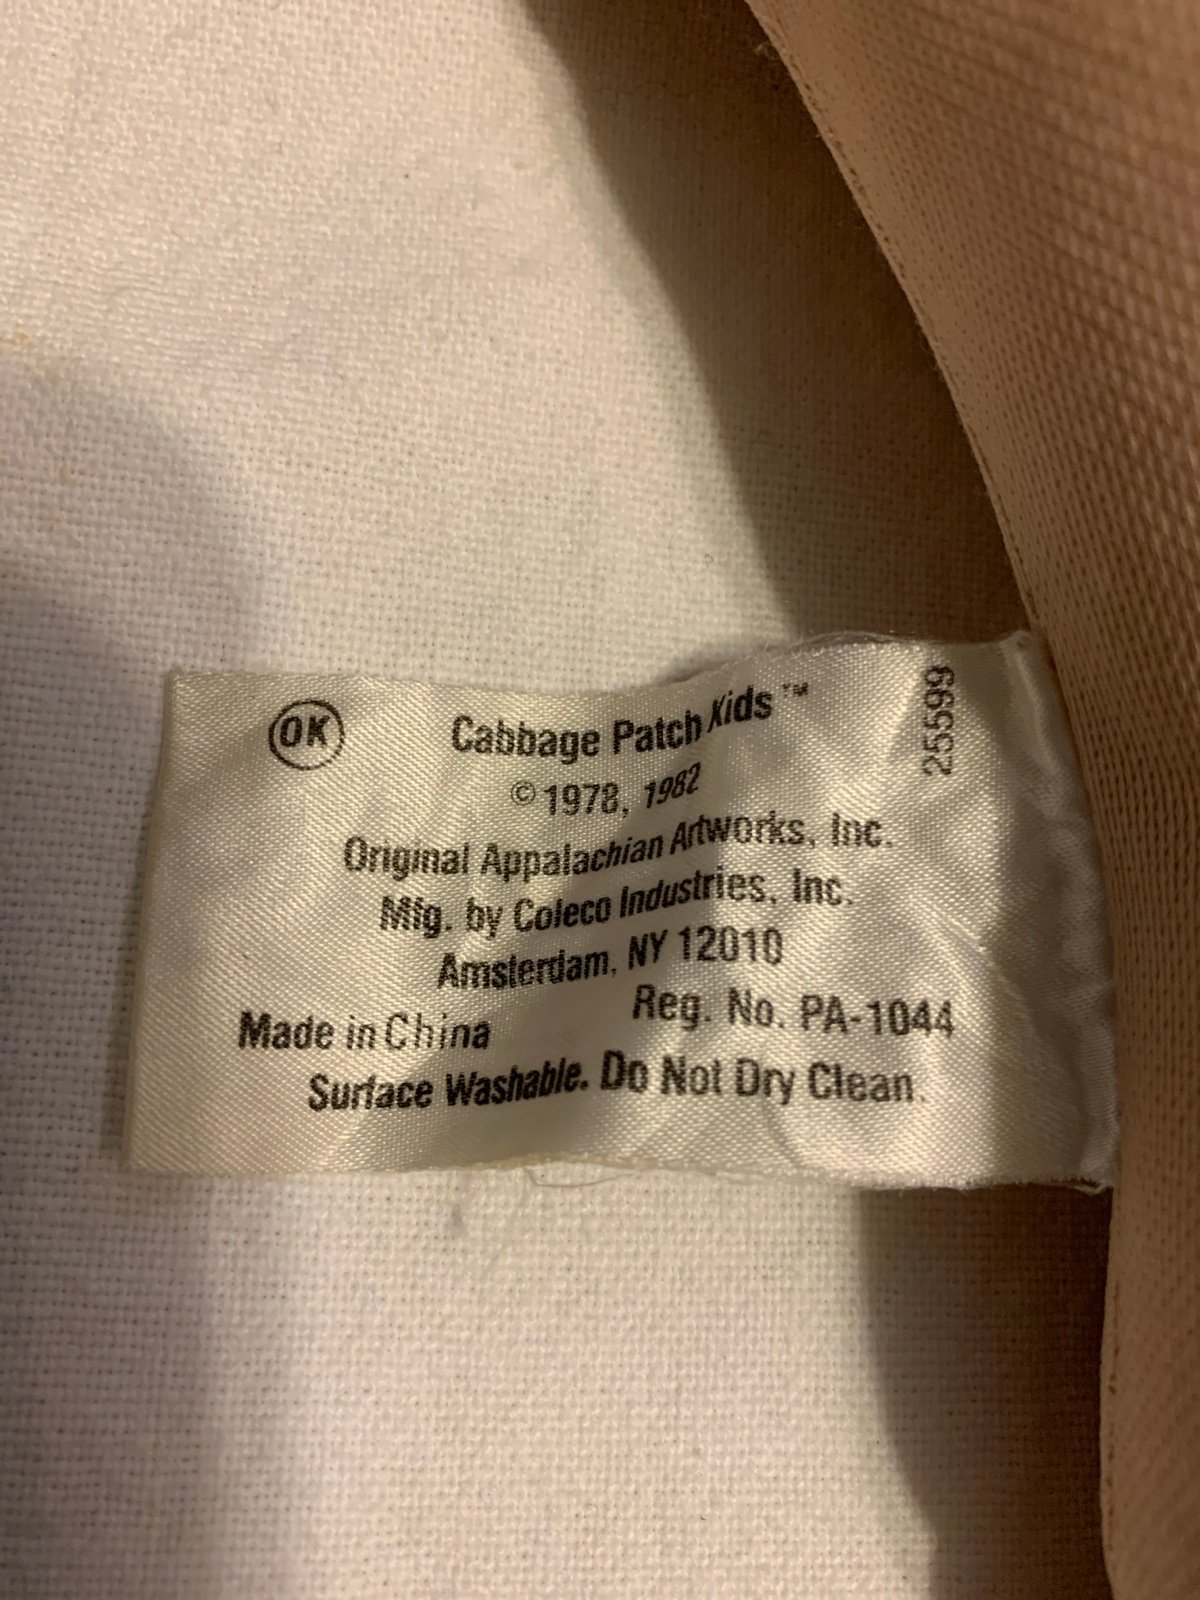 OK
Cabbage Patch Kids™
©1978, 1982
Original Appalachian Artworks, Inc.
Mfg. by Coleco Industries, Inc.
Amsterdam, NY 12010
Reg. No. PA-1044
Made in China
Surface Washable. Do Not Dry Clean.
25599